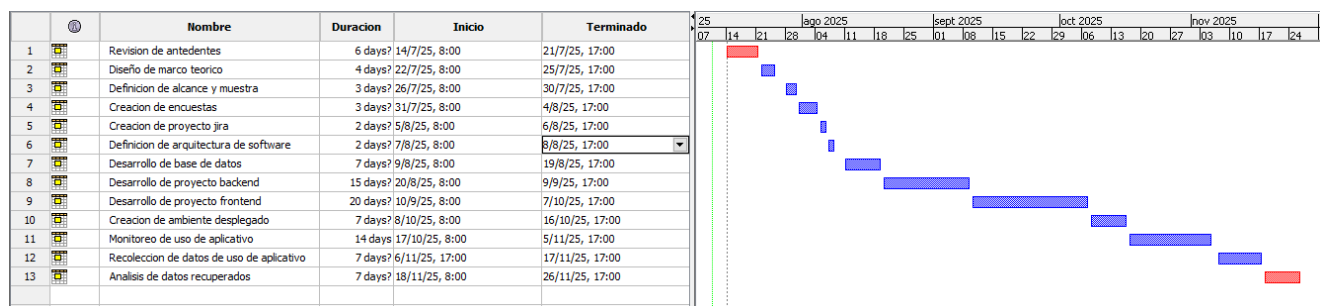 Nombre Duracion Inicio Terminado
25 ago 2025 sept 2025 oct 2025 nov 2025
07 14 21 28 04 11 18 25 01 08 15 22 29 06 13 20 27 03 10 17 24
1 Revision de antedentes 6 days? 14/7/25, 8:00 21/7/25, 17:00
2 Diseño de marco teorico 4 days? 22/7/25, 8:00 25/7/25, 17:00
3 Definicion de alcance y muestra 3 days? 26/7/25, 8:00 30/7/25, 17:00
4 Creacion de encuestas 3 days? 31/7/25, 8:00 4/8/25, 17:00
5 Creacion de proyecto jira 2 days? 5/8/25, 8:00 6/8/25, 17:00
6 Definicion de arquitectura de software 2 days? 7/8/25, 8:00 8/8/25, 17:00
7 Desarrollo de base de datos 7 days? 9/8/25, 8:00 19/8/25, 17:00
8 Desarrollo de proyecto backend 15 days? 20/8/25, 8:00 9/9/25, 17:00
9 Desarrollo de proyecto frontend 20 days? 10/9/25, 8:00 7/10/25, 17:00
10 Creacion de ambiente desplegado 7 days? 8/10/25, 8:00 16/10/25, 17:00
11 Monitoreo de uso de aplicativo 14 days 17/10/25, 8:00 5/11/25, 17:00
12 Recoleccion de datos de uso de aplicativo 7 days? 6/11/25, 17:00 17/11/25, 17:00
13 Analisis de datos recuperados 7 days? 18/11/25, 8:00 26/11/25, 17:00